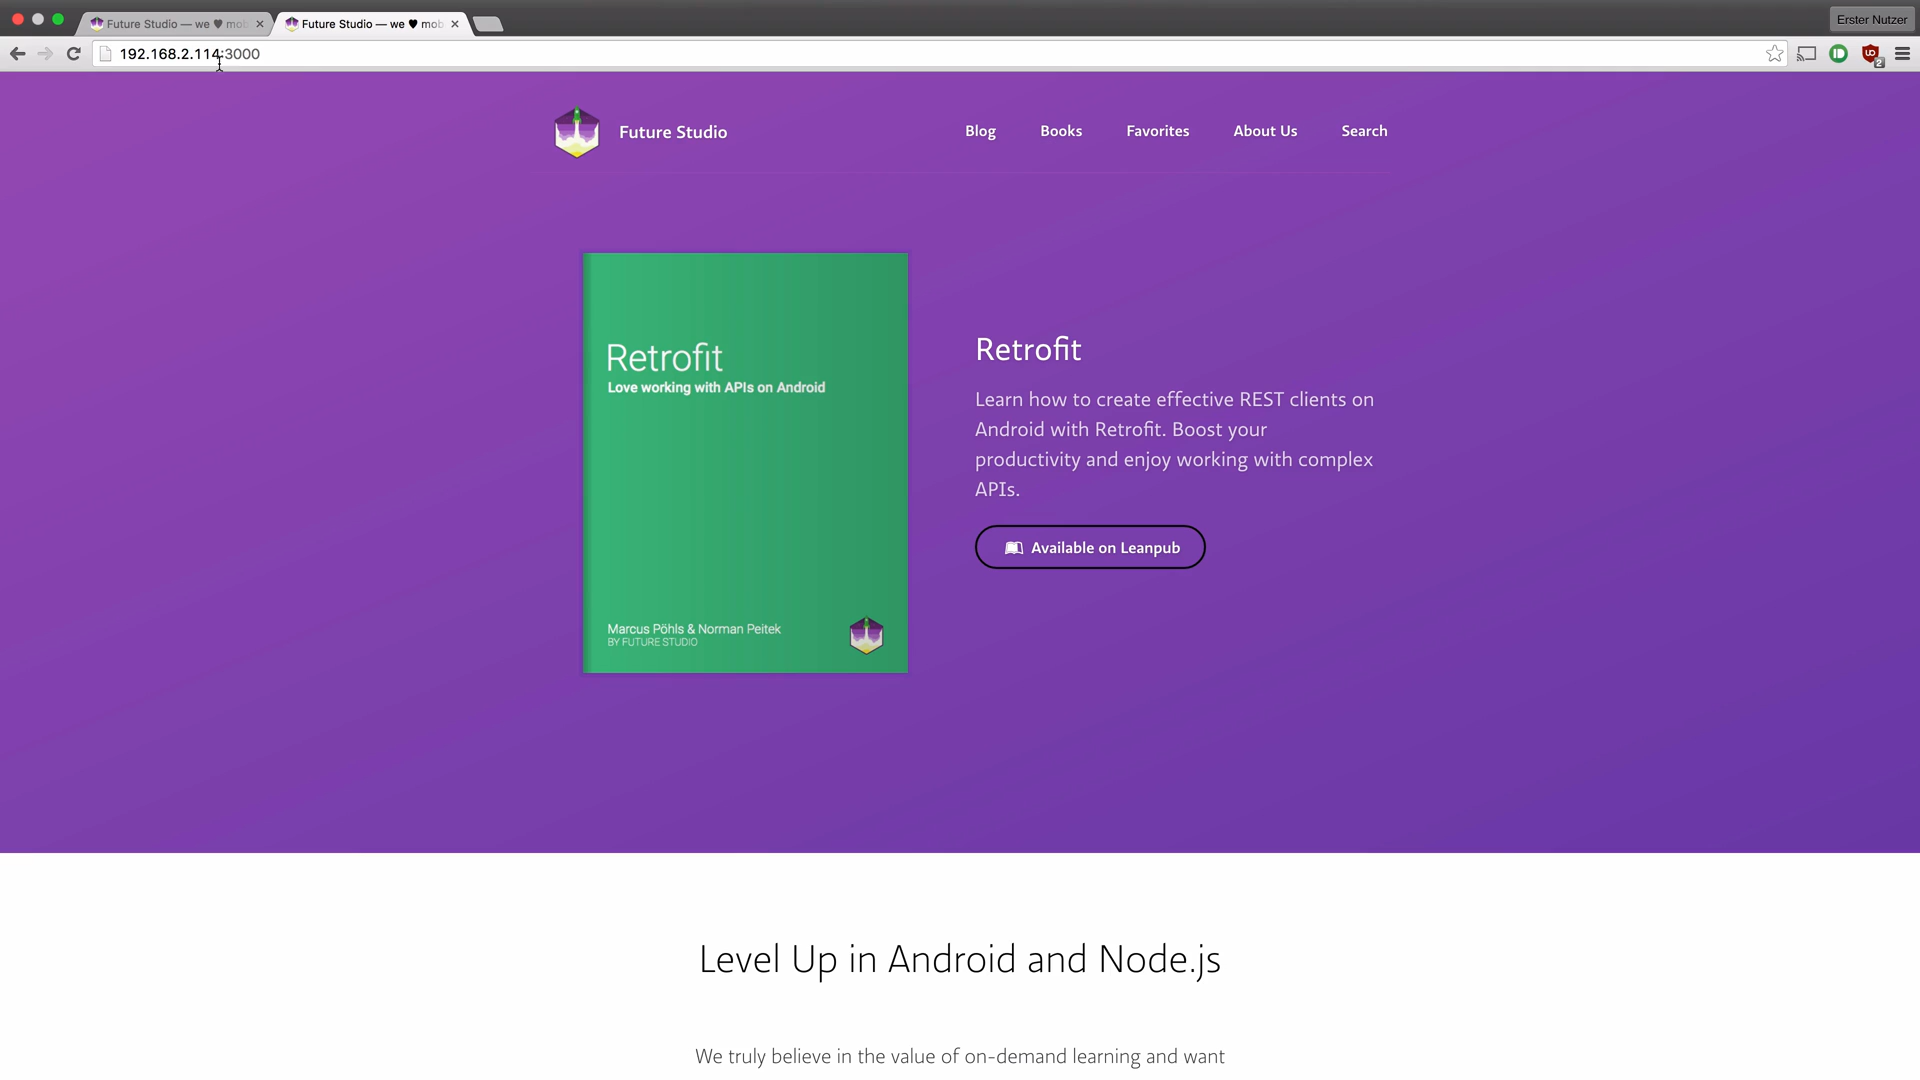 Future Studio — we ♥ mob
Future Studio — we ♥ mob
Erster Nutzer
192.168.2.114:3000
2
Future Studio
Blog
Books
Favorites
About Us
Search
Retrofit
Love working with APIs on Android
Marcus Pöhls & Norman Peitek
BY FUTURE STUDIO
Retrofit
Learn how to create effective REST clients on
Android with Retrofit. Boost your
productivity and enjoy working with complex
APIs.
Available on Leanpub
Level Up in Android and Node.js
We truly believe in the value of on-demand learning and want